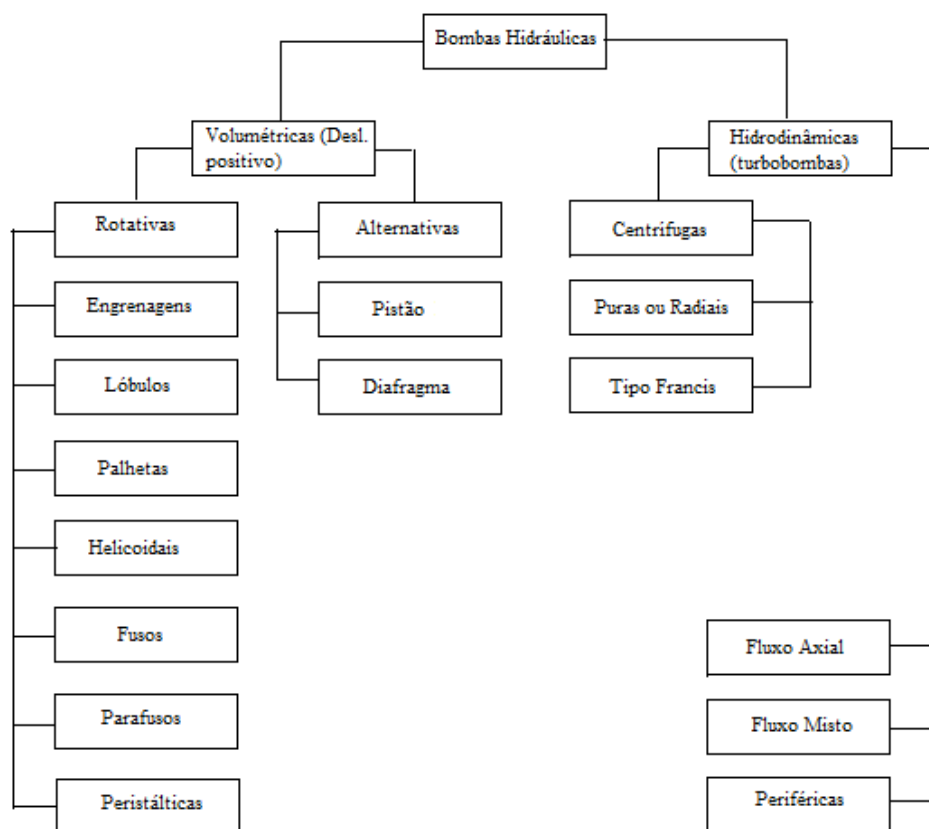 Bombas Hidráulicas
Volumétricas (Desl.
positivo)
Hidrodinâmicas
(turbobombas)
Rotativas
Alternativas
Centrifugas
Engrenagens
Pistão
Puras ou Radiais
Lóbulos
Diafragma
Tipo Francis
Palhetas
Helicoidais
Fusos
Fluxo Axial
Parafusos
Fluxo Misto
Peristálticas
Periféricas